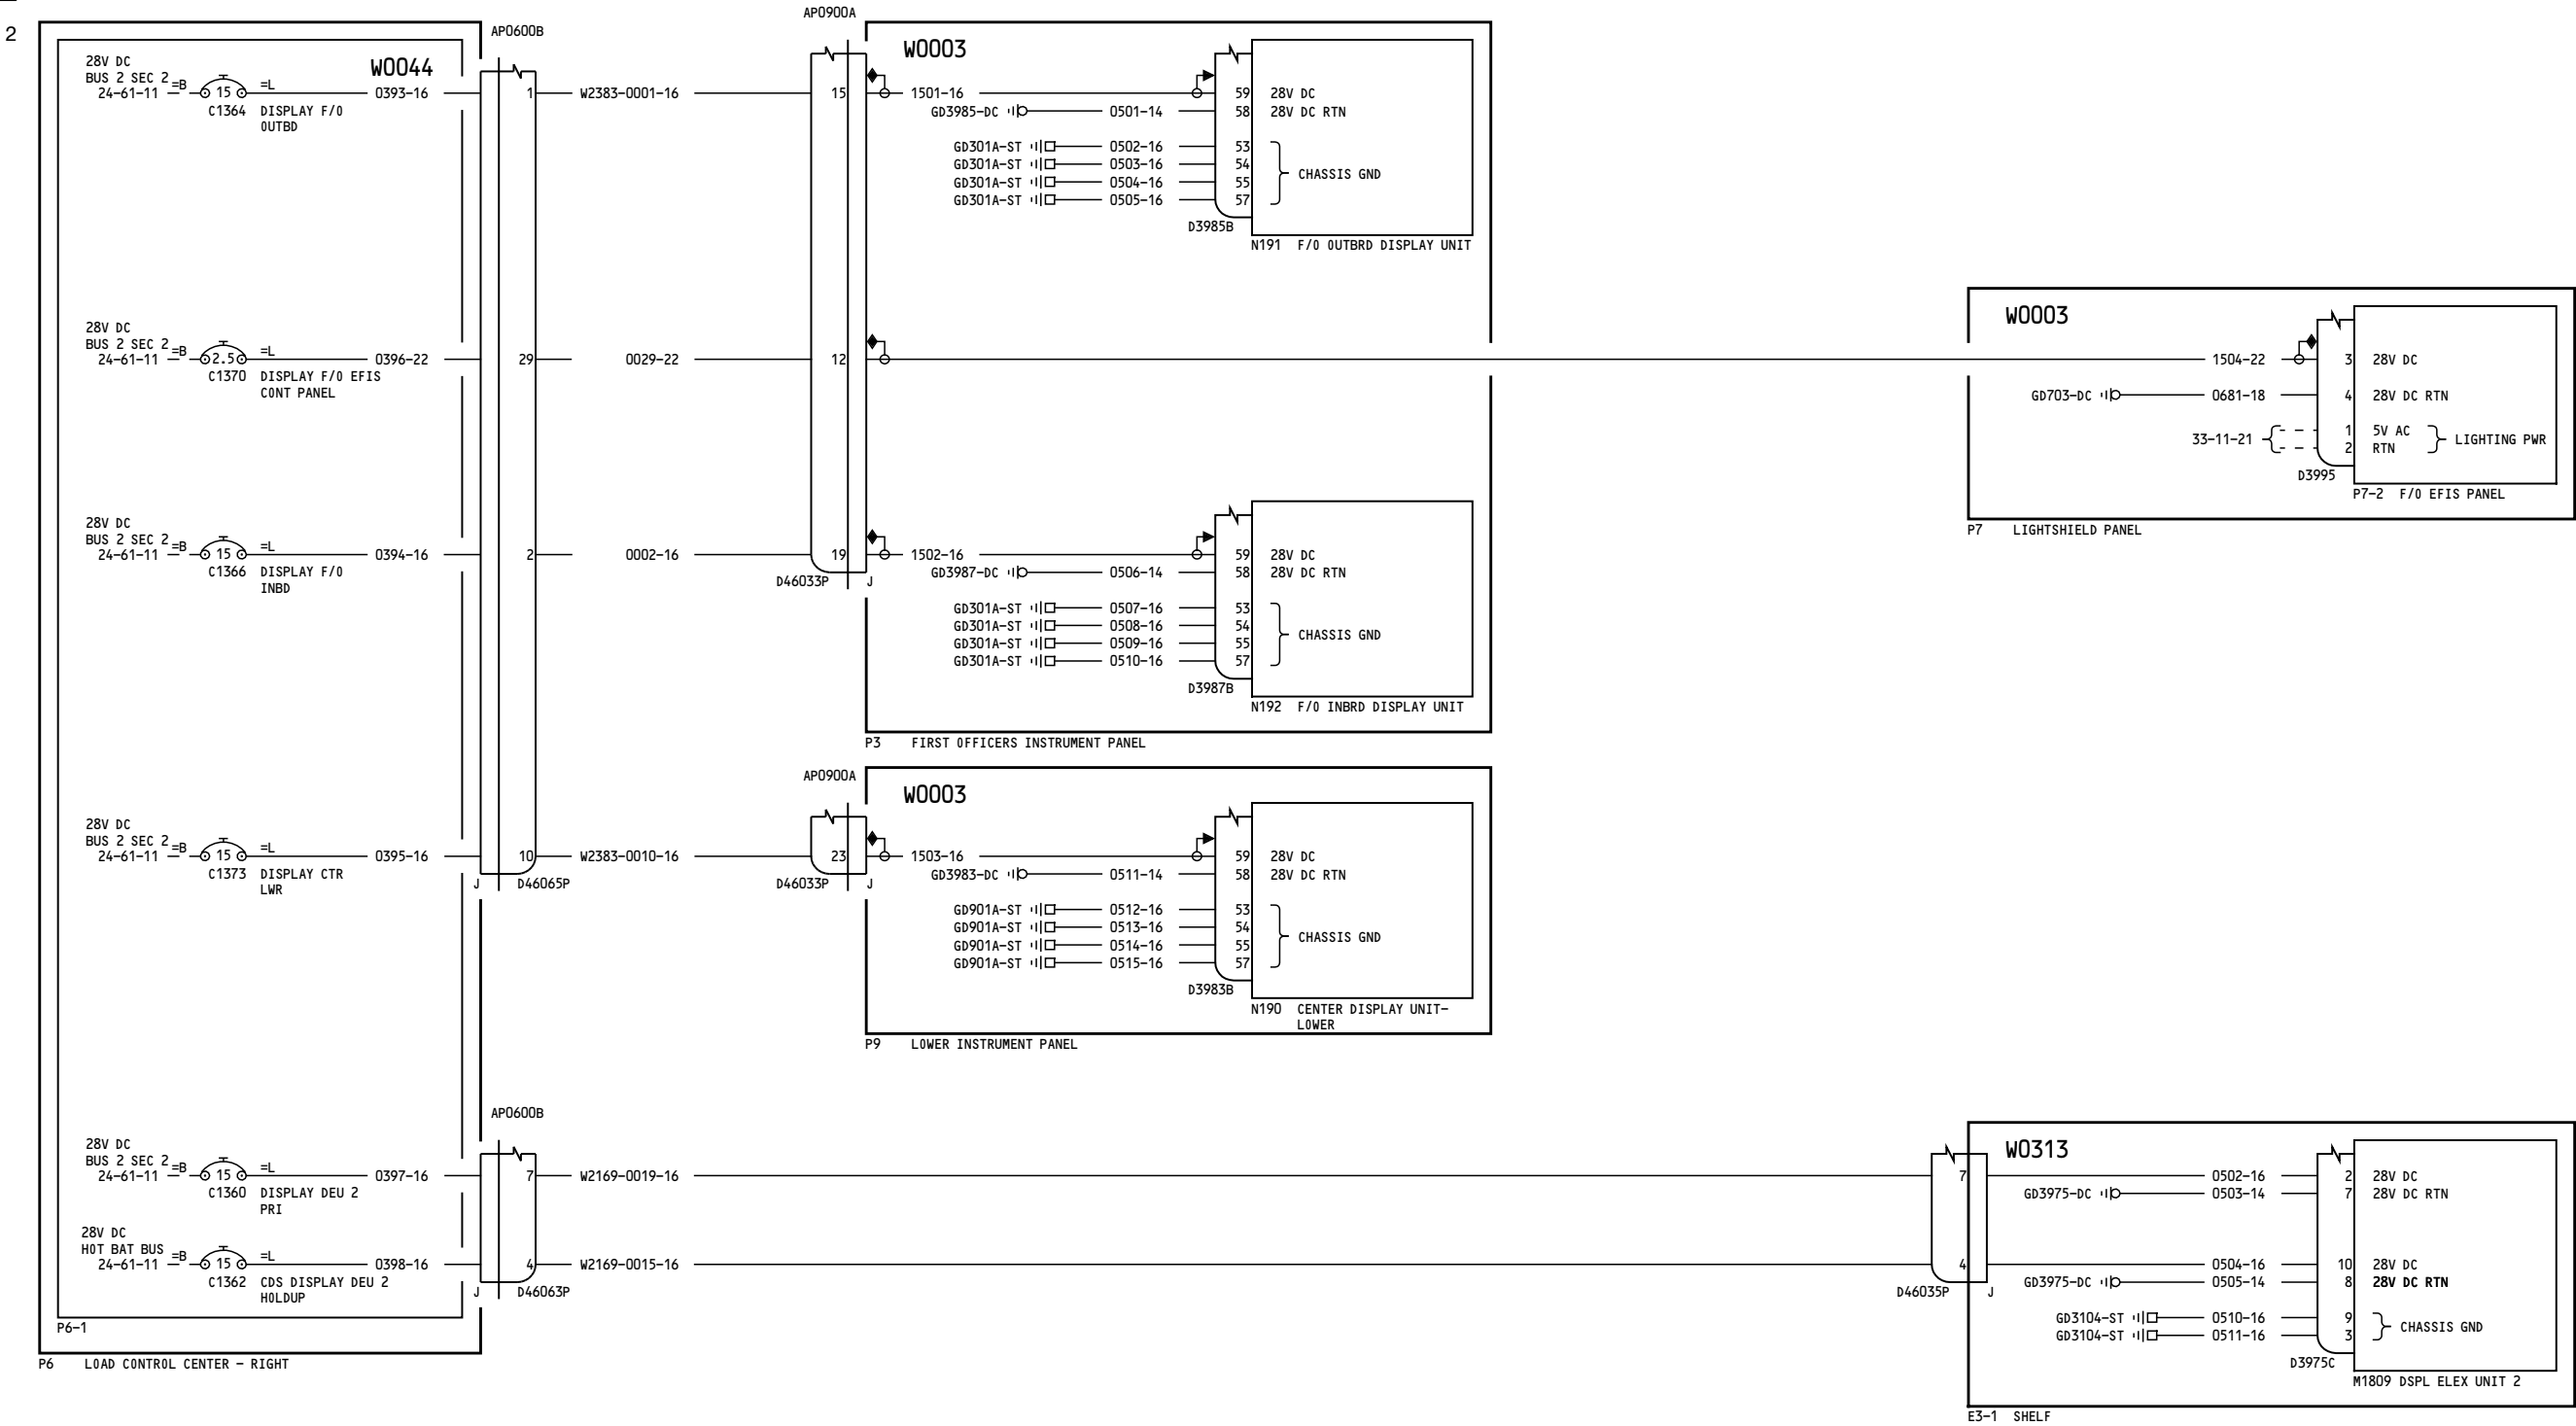 2
AP0600B
AP0900A
W0044
28V DC
BUS 2 SEC 2
24-61-11
=B
15
=L
C1364 DISPLAY F/O
OUTBD
0393-16
1
W2383-0001-16
15
W0003
1501-16
59 28V DC
GD3985-DC
0501-14
58 28V DC RTN
GD301A-ST 0502-16 53
GD301A-ST 0503-16 54
CHASSIS GND
GD301A-ST 0504-16 55
GD301A-ST 0505-16 57
D3985B
N191 F/O OUTBRD DISPLAY UNIT
28V DC
BUS 2 SEC 2
24-61-11
=B
2.5
=L
C1370 DISPLAY F/O EFIS
CONT PANEL
0396-22
29
0029-22
12
W0003
1504-22
3 28V DC
GD703-DC 0681-18 4 28V DC RTN
33-11-21
1 5V AC
2 RTN
LIGHTING PWR
D3995
P7-2 F/O EFIS PANEL
P7 LIGHTSHIELD PANEL
28V DC
BUS 2 SEC 2
24-61-11
=B
15
=L
C1366 DISPLAY F/O
INBD
0394-16
2
0002-16
19
D46033P
J
1502-16
59 28V DC
GD3987-DC 0506-14 58 28V DC RTN
GD301A-ST 0507-16 53
GD301A-ST 0508-16 54
CHASSIS GND
GD301A-ST 0509-16 55
GD301A-ST 0510-16 57
D3987B
N192 F/O INBRD DISPLAY UNIT
P3 FIRST OFFICERS INSTRUMENT PANEL
AP0900A
W0003
28V DC
BUS 2 SEC 2
24-61-11
=B
15
=L
C1373 DISPLAY CTR
LWR
0395-16
10
J
D46065P
W2383-0010-16
23
D46033P
J
1503-16
59 28V DC
GD3983-DC 0511-14 58 28V DC RTN
GD901A-ST 0512-16 53
GD901A-ST 0513-16 54
CHASSIS GND
GD901A-ST 0514-16 55
GD901A-ST 0515-16 57
D3983B
N190 CENTER DISPLAY UNIT-
LOWER
P9 LOWER INSTRUMENT PANEL
AP0600B
28V DC
BUS 2 SEC 2
24-61-11
=B
15
=L
C1360 DISPLAY DEU 2
PRI
0397-16
7
W2169-0019-16
7
W0313
0502-16
2 28V DC
GD3975-DC 0503-14 7 28V DC RTN
28V DC
HOT BAT BUS
24-61-11
=B
15
=L
C1362 CDS DISPLAY DEU 2
HOLDUP
0398-16
4
J
D46063P
W2169-0015-16
4
D46035P
J
0504-16
10 28V DC
GD3975-DC 0505-14 8 28V DC RTN
GD3104-ST 0510-16 9
CHASSIS GND
GD3104-ST 0511-16 3
D3975C
M1809 DSPL ELEX UNIT 2
E3-1 SHELF
P6-1
P6 LOAD CONTROL CENTER - RIGHT